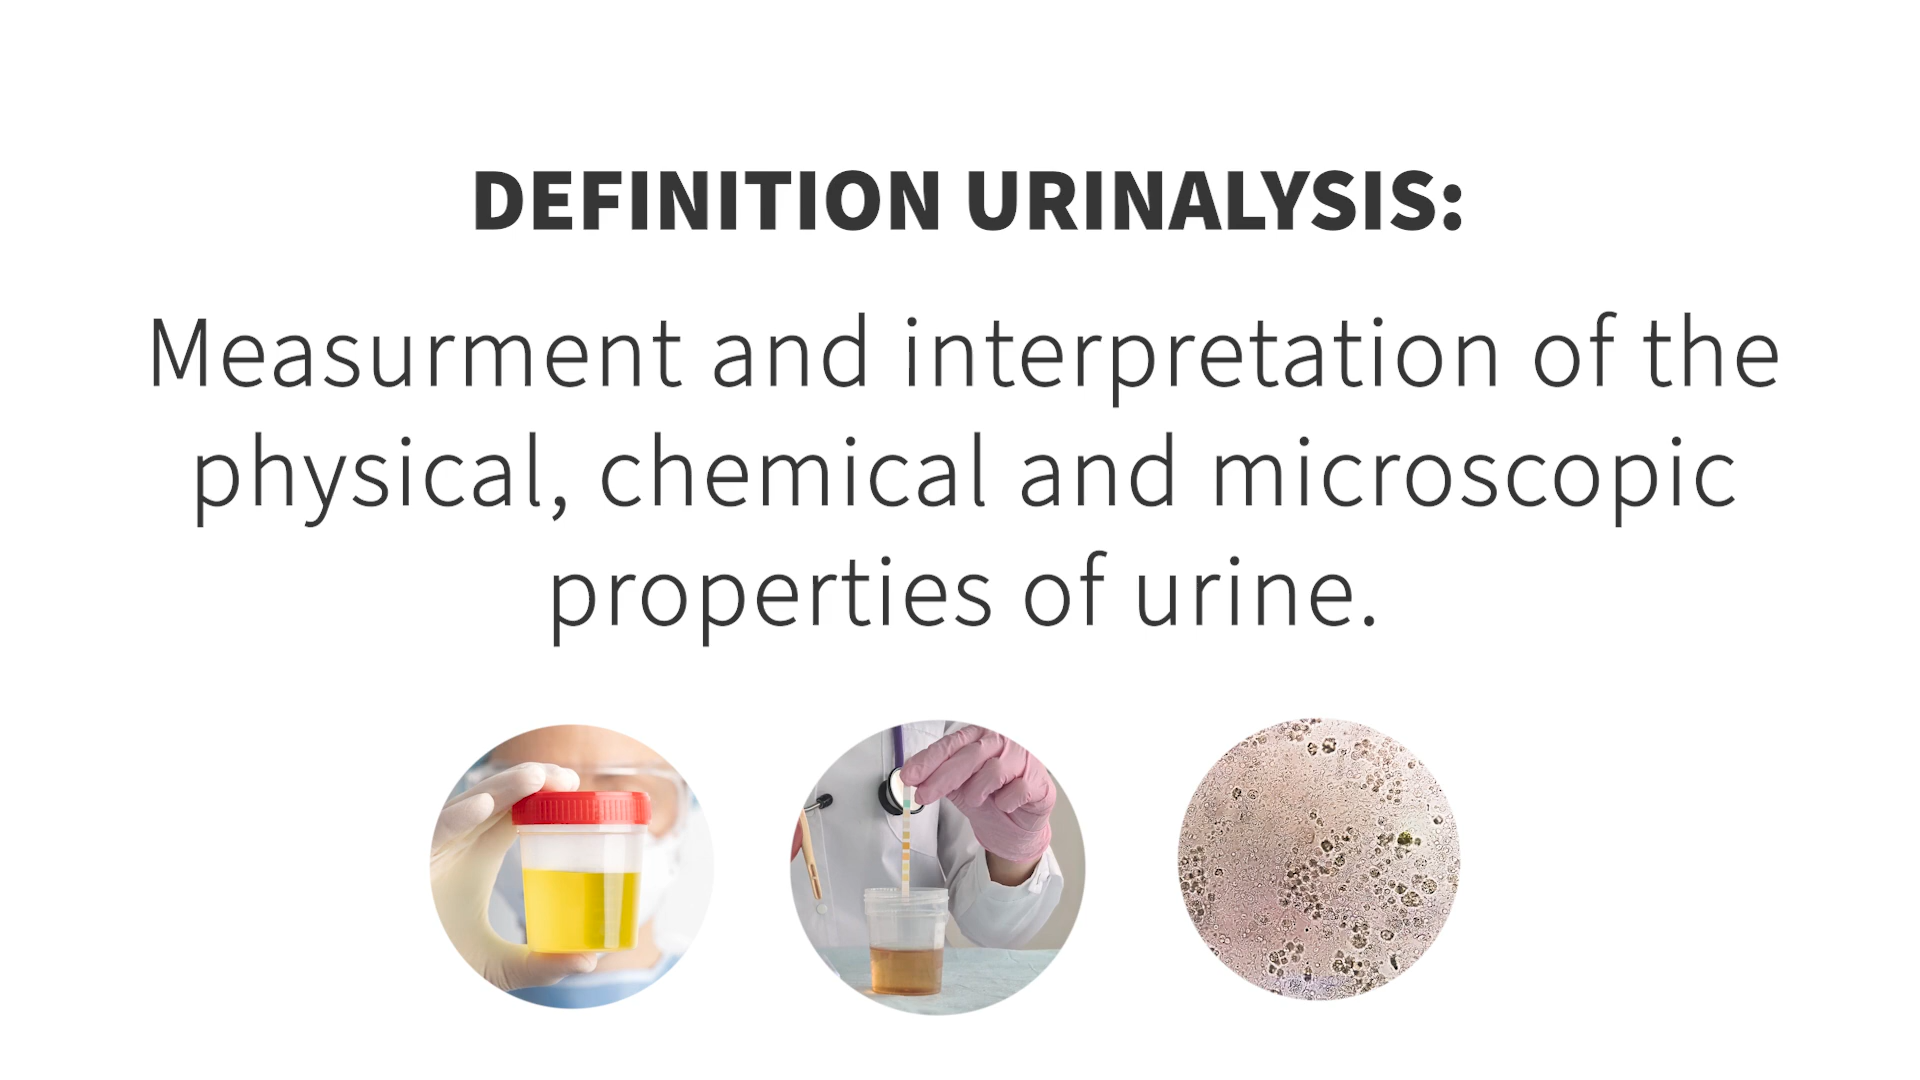 DEFINITION URINALYSIS:
Measurment and interpretation of the
physical, chemical and microscopic
properties of urine.